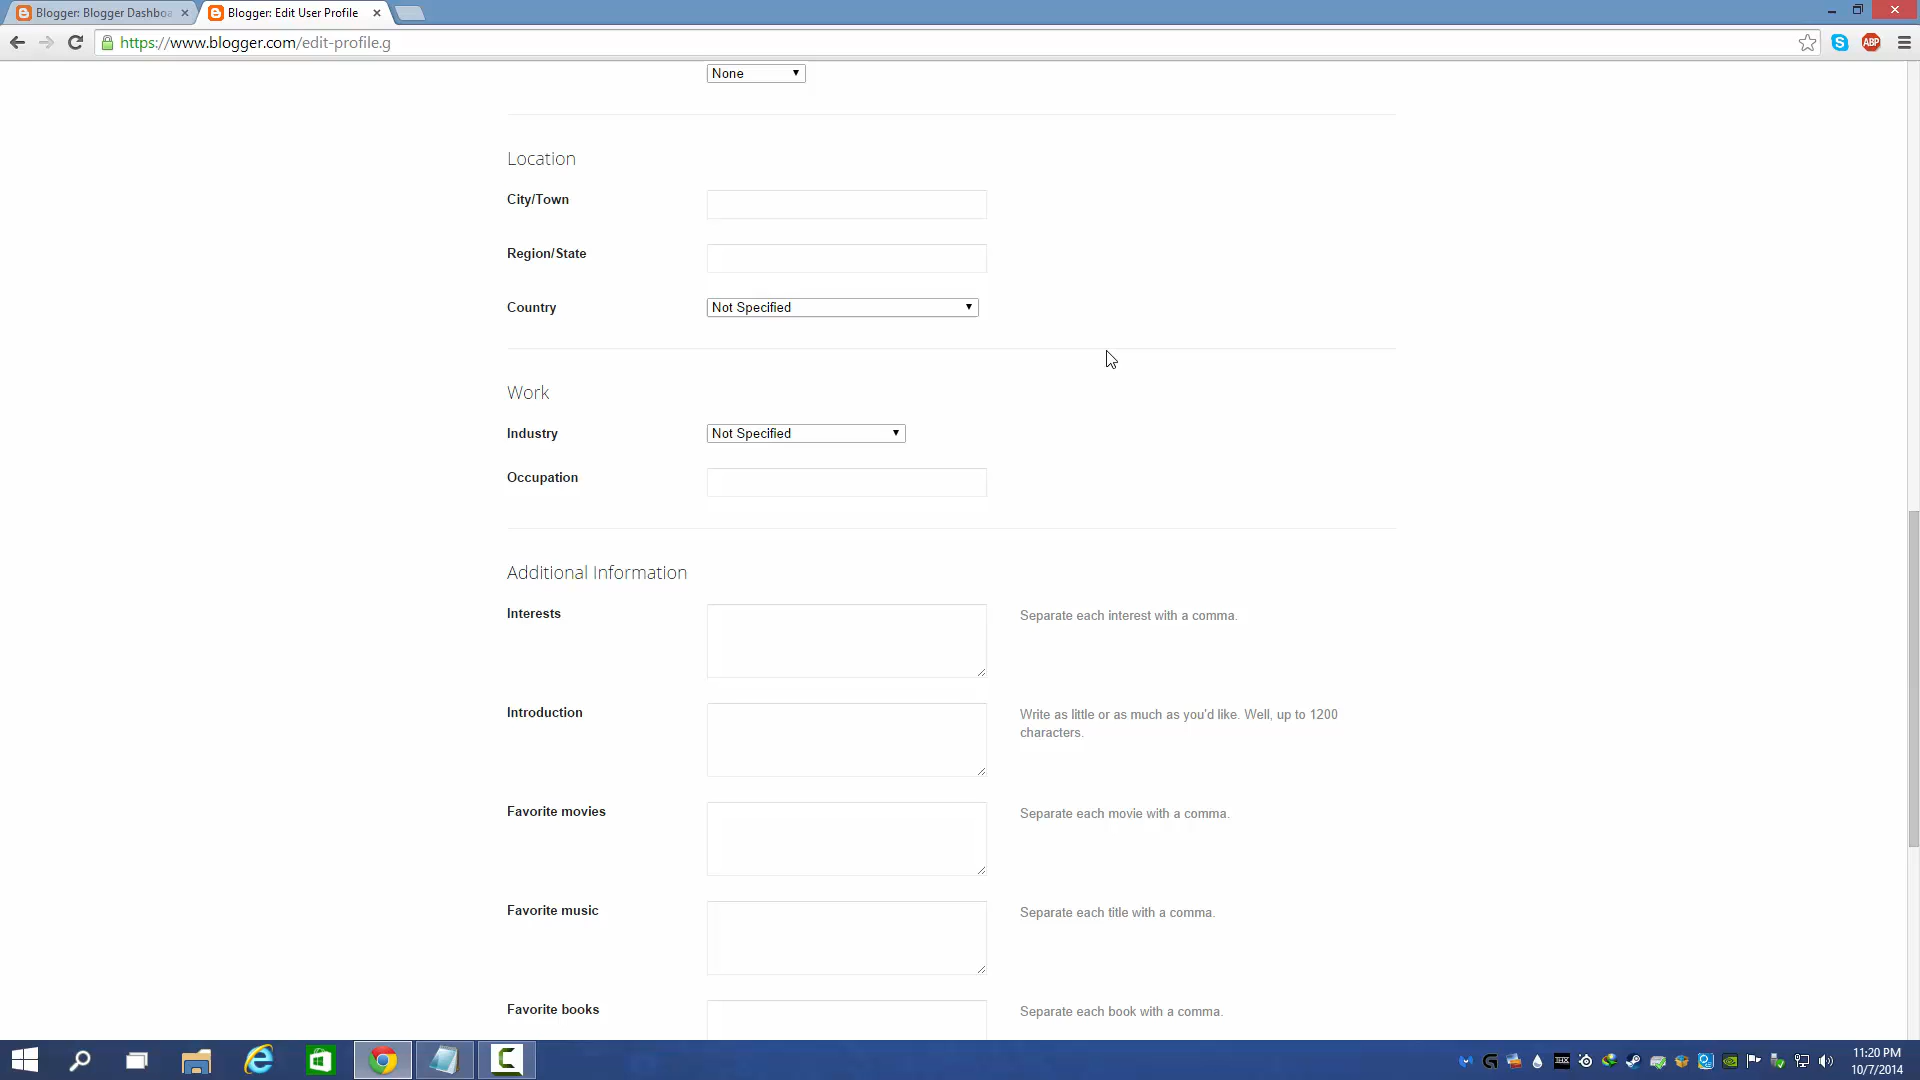 Blogger: Blogger Dashboa
Blogger: Edit User Profile
https://www.blogger.com/edit-profile.g
ABP
None
Location
City/Town
Region/State
Country
Not Specified
Work
Industry
Not Specified
Occupation
Additional Information
Interests
Separate each interest with a comma.
Introduction
Write as little or as much as you'd like. Well, up to 1200
characters.
Favorite movies
Separate each movie with a comma.
Favorite music
Separate each title with a comma.
Favorite books
Separate each book with a comma.
11:20 PM
10/7/2014